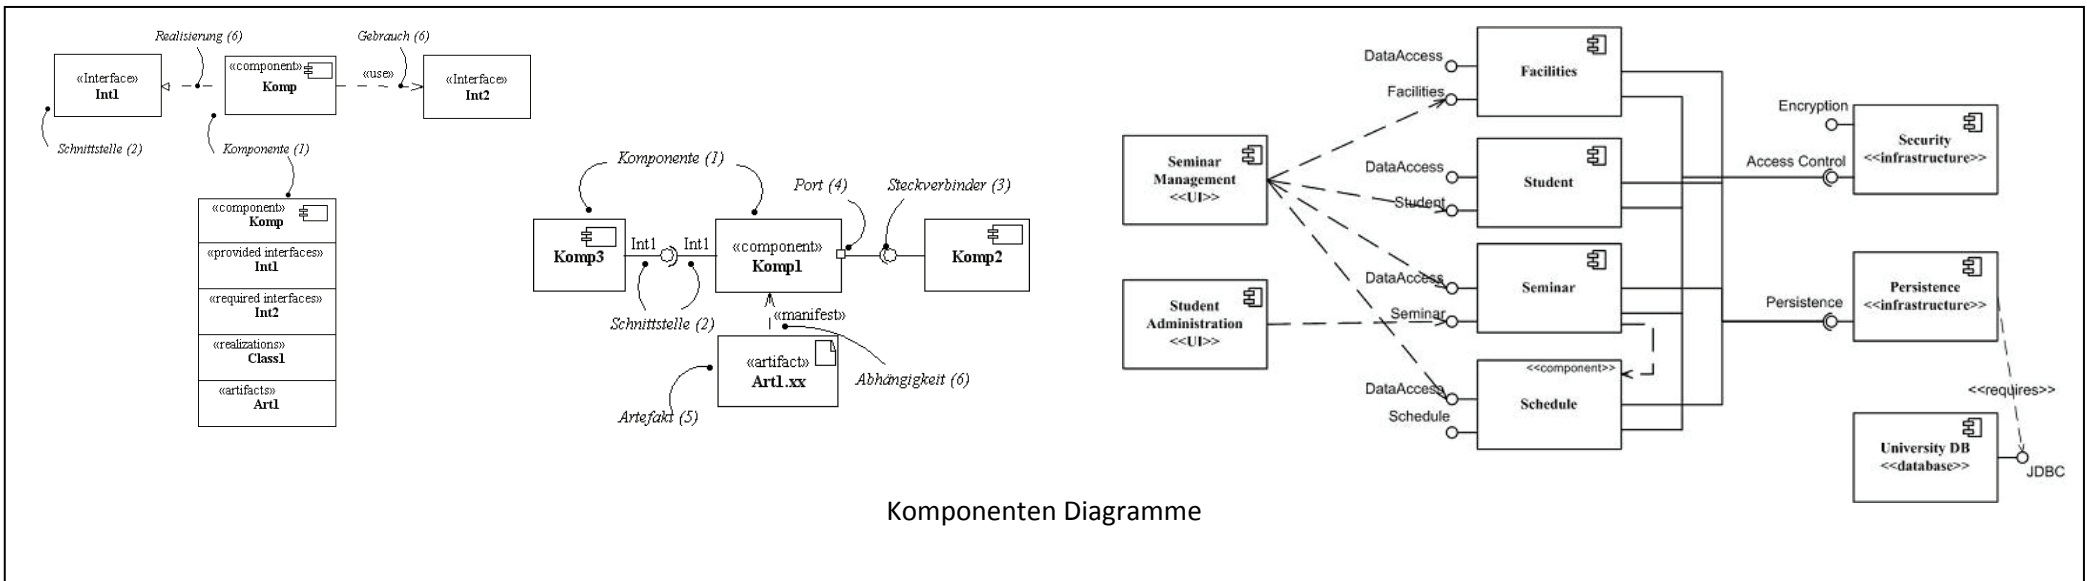 Realisierung (6)
Gebrauch (6)
«Interface»
Int1
«component»
Komp
«use»
«Interface»
Int2
Schnittstelle (2)
Komponente (1)
«component»
Komp
«provided interfaces»
Int1
«required interfaces»
Int2
«realizations»
Class1
«artifacts»
Art1
Komponente (1)
Port (4)
Steckverbinder (3)
Komp3
Int1
Int1
«component»
Komp1
Komp2
Schnittstelle (2)
«manifest»
«artifact»
Art1.xx
Abhängigkeit (6)
Artefakt (5)
DataAccess
Facilities
Facilities
Seminar
Management
<<UI>>
DataAccess
Student
Student
Student
Administration
<<UI>>
DataAccess
Seminar
Seminar
DataAccess
Schedule
<<component>>
Schedule
Encryption
Access Control
Security
<<infrastructure>>
Persistence
Persistence
<<infrastructure>>
<<requires>>
University DB
<<database>>
JDBC
Komponenten Diagramme